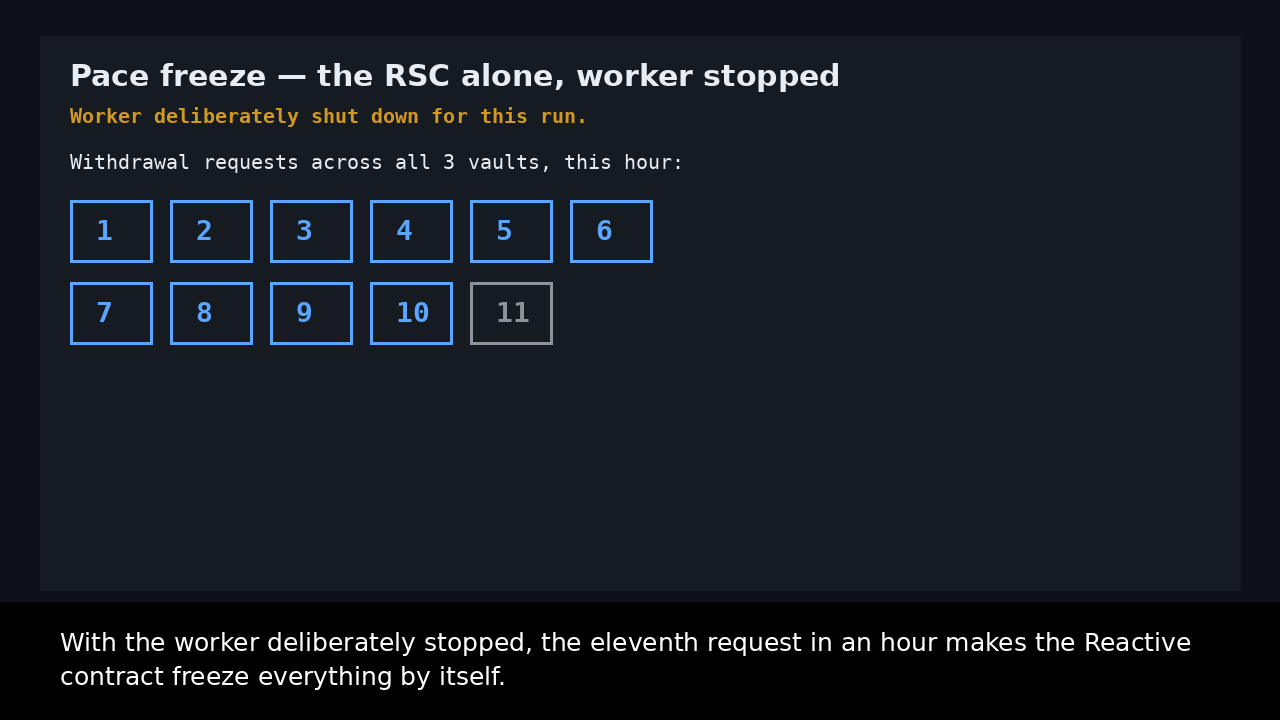 Pace freeze — the RSC alone, worker stopped
Worker deliberately shut down for this run.
Withdrawal requests across all 3 vaults, this hour:
1 2 3 4 5 6
7 8 9 10 11
With the worker deliberately stopped, the eleventh request in an hour makes the Reactive
contract freeze everything by itself.